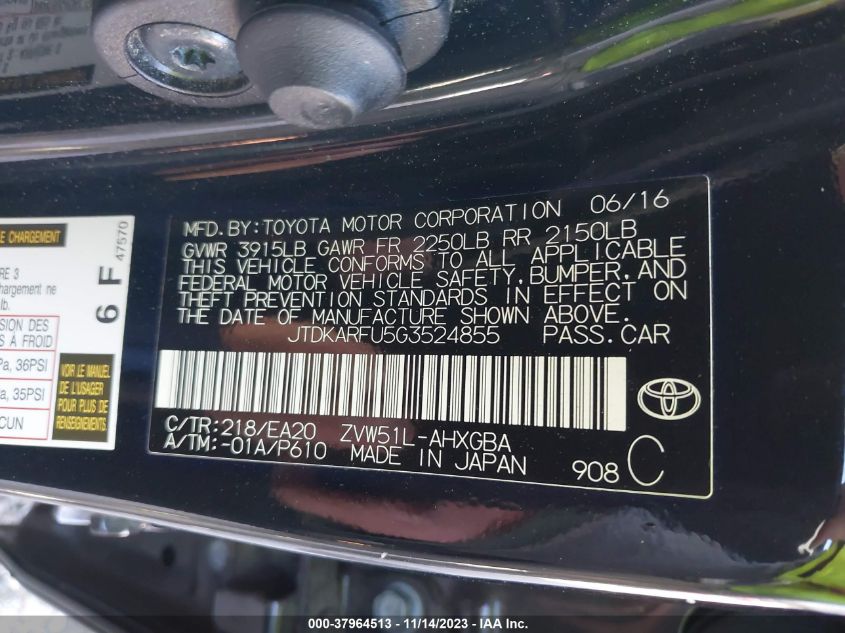 E CHARGEMENT
RE 3
chargement ne
lb.
6 F
47570
SION DES
S À FROID
Pa, 36PSI
Pa, 35PSI
CUN
VOIR LE MANUEL
DE L'USAGER
POUR PLUS DE
RENSEIGNEMENTS.
MFD.BY:TOYOTA MOTOR CORPORATION 06/16
GVWR 3915LB GAWR FR 2250LB RR 2150LB
THIS VEHICLE CONFORMS TO ALL APPLICABLE
FEDERAL MOTOR VEHICLE SAFETY,BUMPER,AND
THEFT PREVENTION STANDARDS IN EFFECT ON
THE DATE OF MANUFACTURE SHOWN ABOVE.
JTDKARFU5G3524855 PASS.CAR
C/TR:218/EA20 ZVW51L-AHXGBA
A/TM:-01A/P610 MADE IN JAPAN 908 C
000-37964513 - 11/14/2023 - IAA Inc.